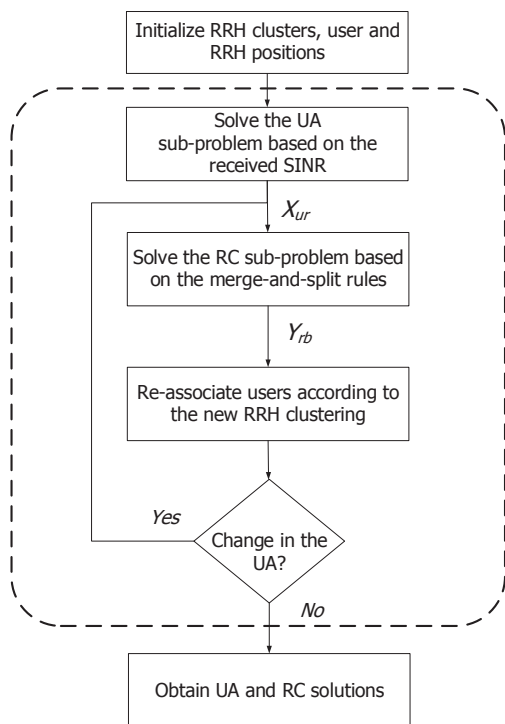 Initialize RRH clusters, user and
RRH positions
Solve the UA
sub-problem based on the
received SINR
X_ur
Solve the RC sub-problem based
on the merge-and-split rules
Y_rb
Re-associate users according to
the new RRH clustering
Yes
Change in the
UA?
No
Obtain UA and RC solutions